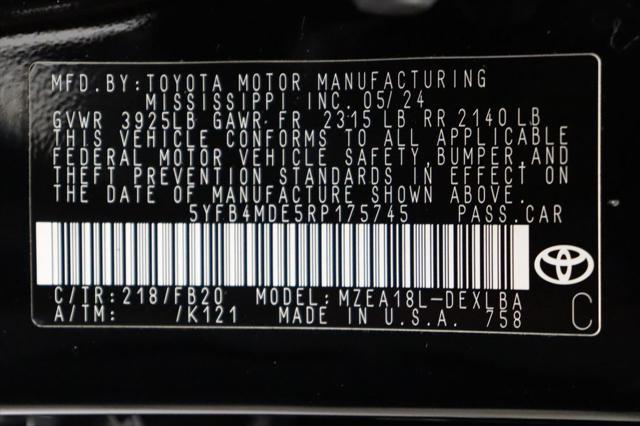 MFD.BY:TOYOTA MOTOR MANUFACTURING
MISSISSIPPI INC. 05/24
GVWR 3925LB GAWR:FR 2315 LB RR 2140 LB
THIS VEHICLE CONFORMS TO ALL APPLICABLE
FEDERAL MOTOR VEHICLE SAFETY,BUMPER,AND
THEFT PREVENTION STANDARDS IN EFFECT ON
THE DATE OF MANUFACTURE SHOWN ABOVE.
5YFB4MDE5RP175745 PASS.CAR
C/TR:218/FB20 MODEL:MZEA18L-DEXLBA
A/TM: /K121 MADE IN U.S.A. 758 C